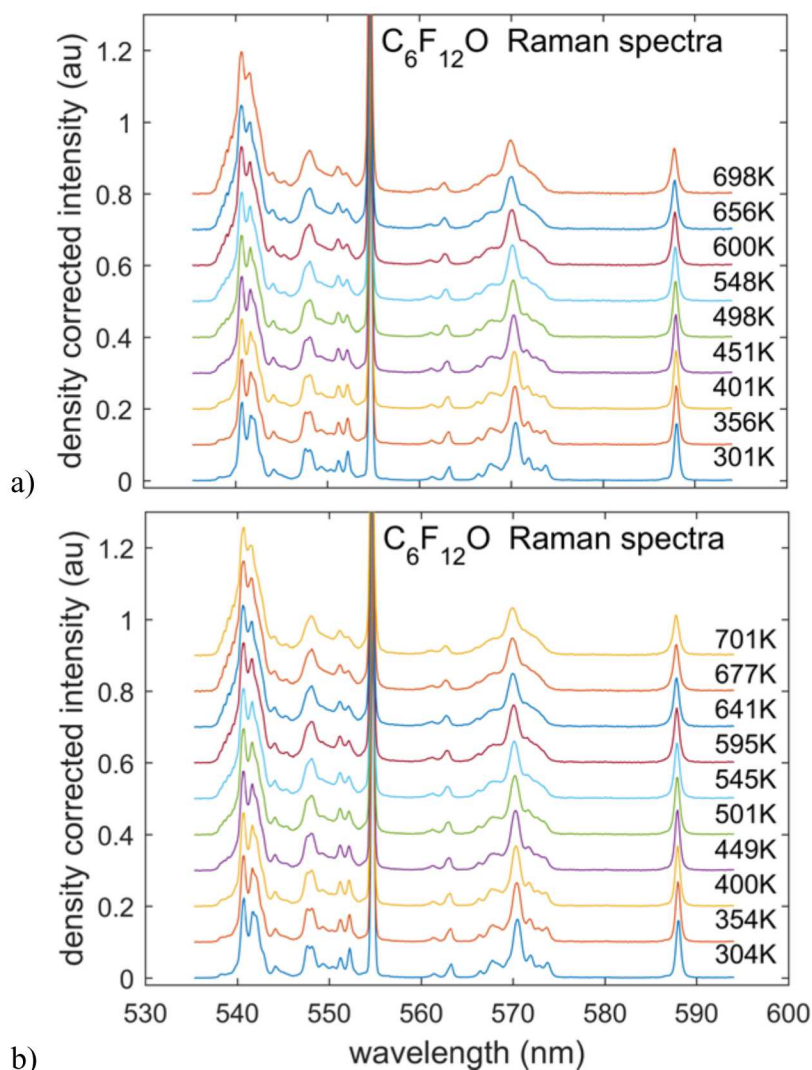 C6F12O Raman spectra
density corrected intensity (au)
1.2
1
0.8
0.6
0.4
0.2
0
698K
656K
600K
548K
498K
451K
401K
356K
301K
a)
C6F12O Raman spectra
density corrected intensity (au)
1.2
1
0.8
0.6
0.4
0.2
0
701K
677K
641K
595K
545K
501K
449K
400K
354K
304K
530 540 550 560 570 580 590 600
wavelength (nm)
b)